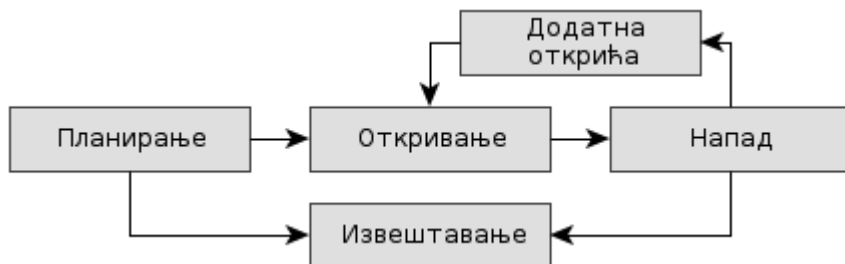 Додатна
открића
Планирање
Откривање
Напад
Извештавање